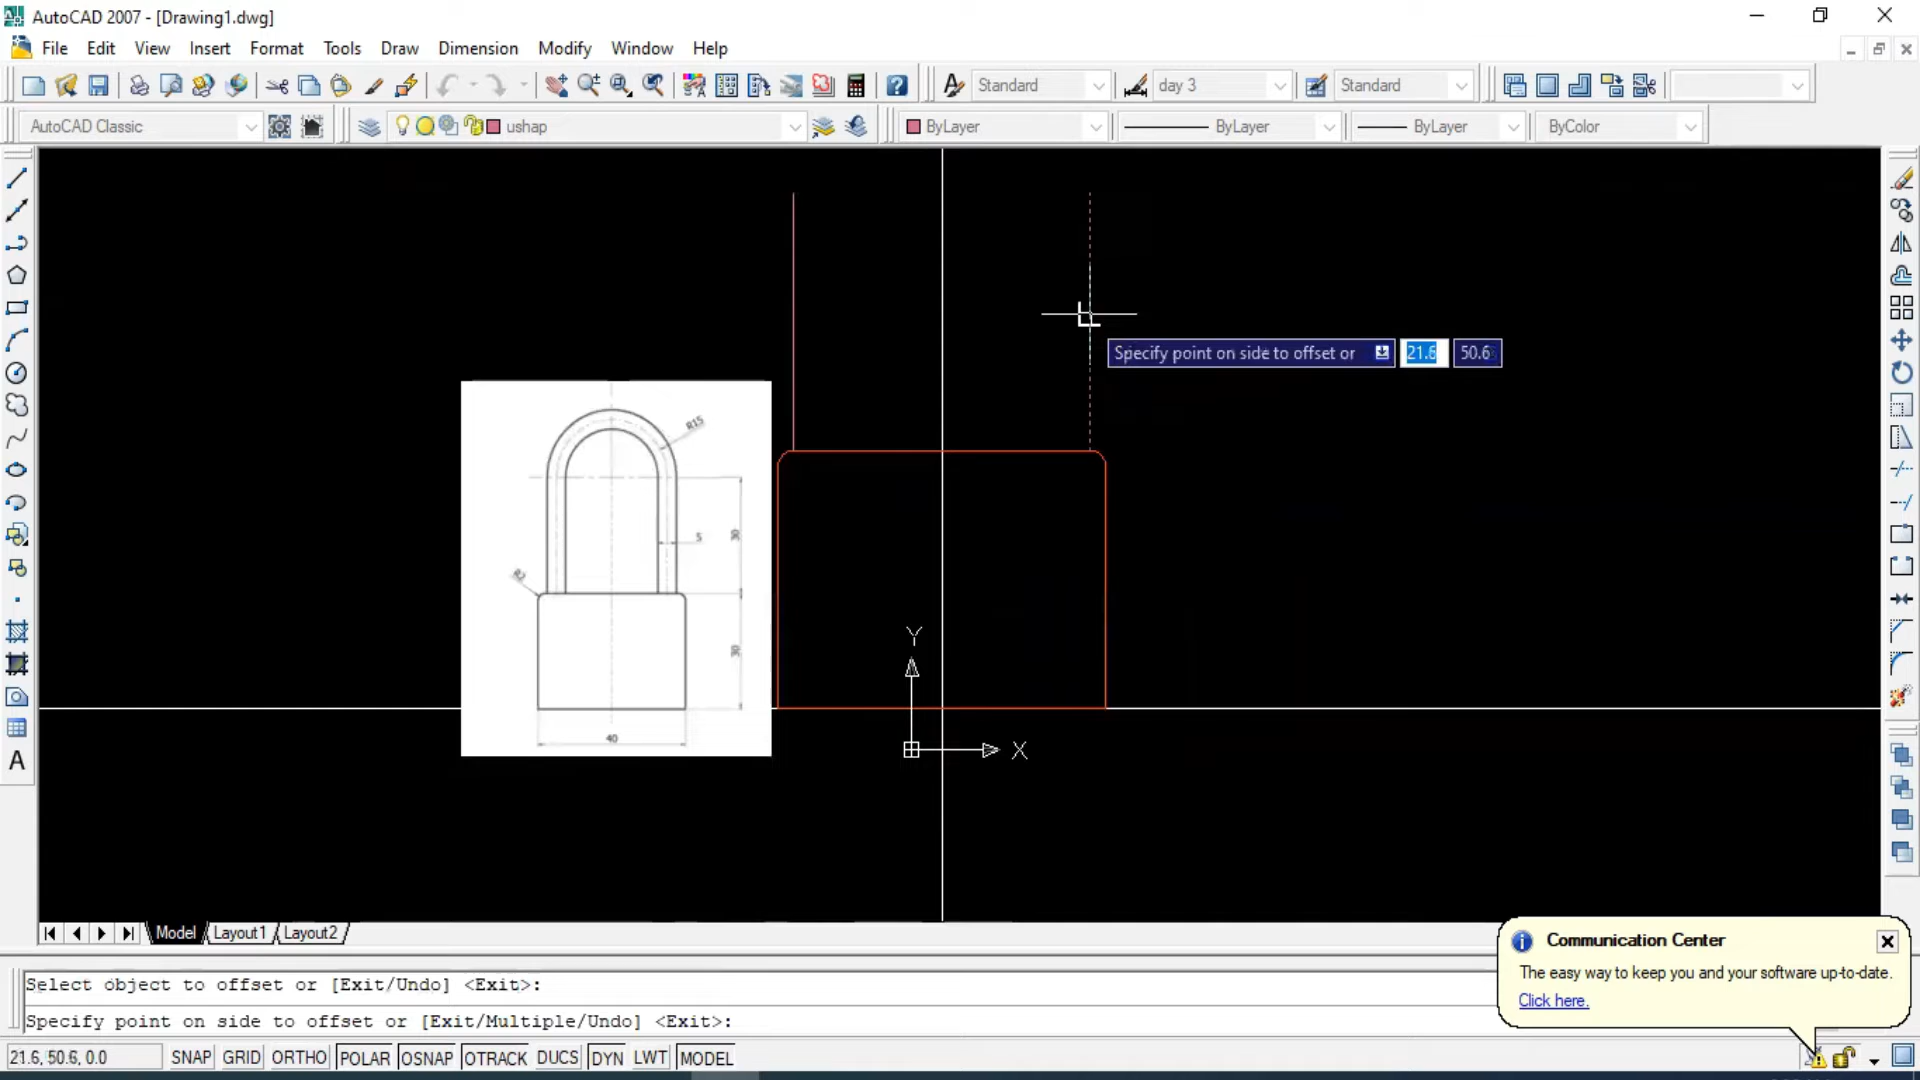 AutoCAD 2007 - [Drawing1.dwg]
File Edit View Insert Format Tools Draw Dimension Modify Window Help
Standard day 3 Standard
AutoCAD Classic ushap ByLayer ByLayer ByLayer ByColor
Specify point on side to offset or 21.6 50.6
R15
5
30
R2
30
40
Y
X
Model Layout1 Layout2
Communication Center
The easy way to keep you and your software up-to-date.
Click here.
Select object to offset or [Exit/Undo] <Exit>:
Specify point on side to offset or [Exit/Multiple/Undo] <Exit>:
21.6, 50.6, 0.0 SNAP GRID ORTHO POLAR OSNAP OTRACK DUCS DYN LWT MODEL